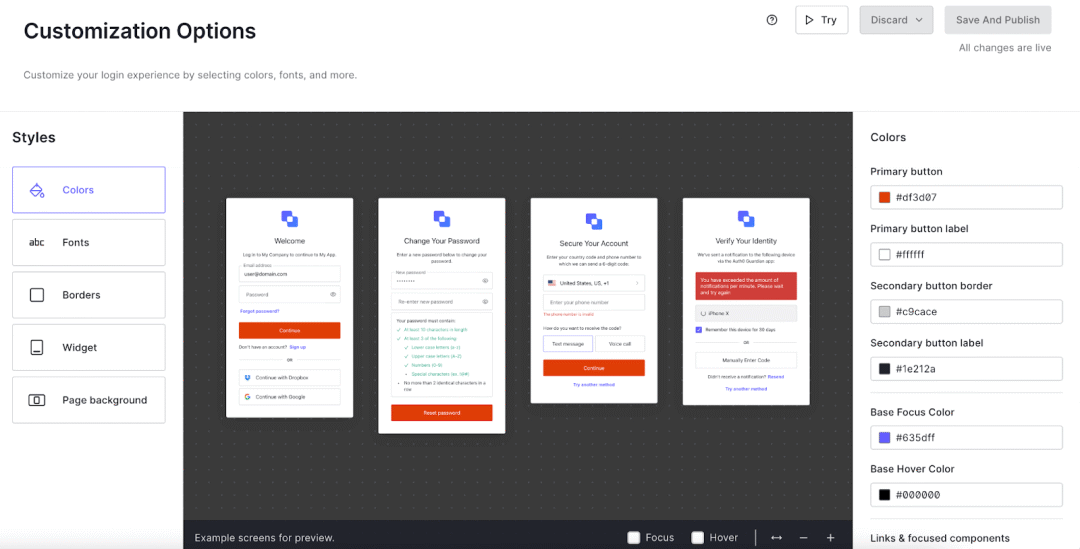 Customization Options
Try
Discard
Save And Publish
All changes are live
Customize your login experience by selecting colors, fonts, and more.
Styles
Colors
abc
Fonts
Borders
Widget
Page background
Welcome
Log in to My Company to continue to My App.
Email address
user@domain.com
Password
Forgot password?
Continue
Don't have an account? Sign up
OR
Continue with Dropbox
Continue with Google
Change Your Password
Enter a new password below to change your
password.
New password
Re-enter new password
Your password must contain:
At least 10 characters in length
At least 3 of the following:
Lower case letters (a-z)
Upper case letters (A-Z)
Numbers (0-9)
Special characters (ex. !@#)
No more than 2 identical characters in a
row
Reset password
Secure Your Account
Enter your country code and phone number to
which we can send a 6-digit code:
United States, US, +1
Enter your phone number
The phone number is invalid
How do you want to receive the code?
Text message
Voice call
Continue
Try another method
Verify Your Identity
We've sent a notification to the following device
via the Auth0 Guardian app:
You have exceeded the amount of
notifications per minute. Please wait
and try again
iPhone X
Remember this device for 30 days
OR
Manually Enter Code
Didn't receive a notification? Resend
Try another method
Example screens for preview.
Focus
Hover
Colors
Primary button
#df3d07
Primary button label
#ffffff
Secondary button border
#c9cace
Secondary button label
#1e212a
Base Focus Color
#635dff
Base Hover Color
#000000
Links & focused components